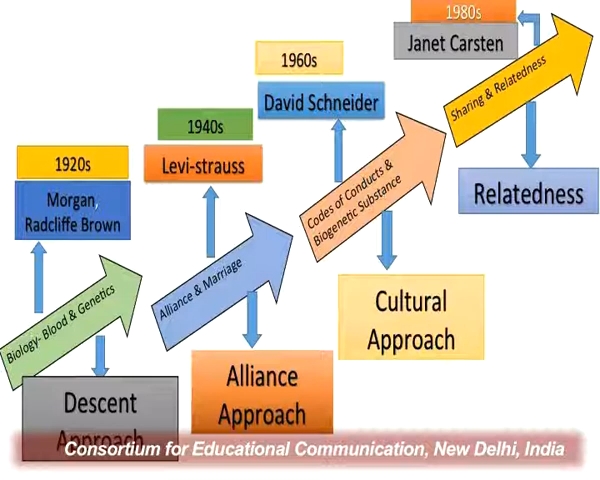 1980s
Janet Carsten
Sharing & Relatedness
Relatedness
1960s
David Schneider
Codes of Conducts &
Biogenetic Substance
Cultural
Approach
1940s
Levi-strauss
Alliance & Marriage
Alliance
Approach
1920s
Morgan,
Radcliffe Brown
Biology- Blood & Genetics
Descent
Approach
Consortium for Educational Communication, New Delhi, India